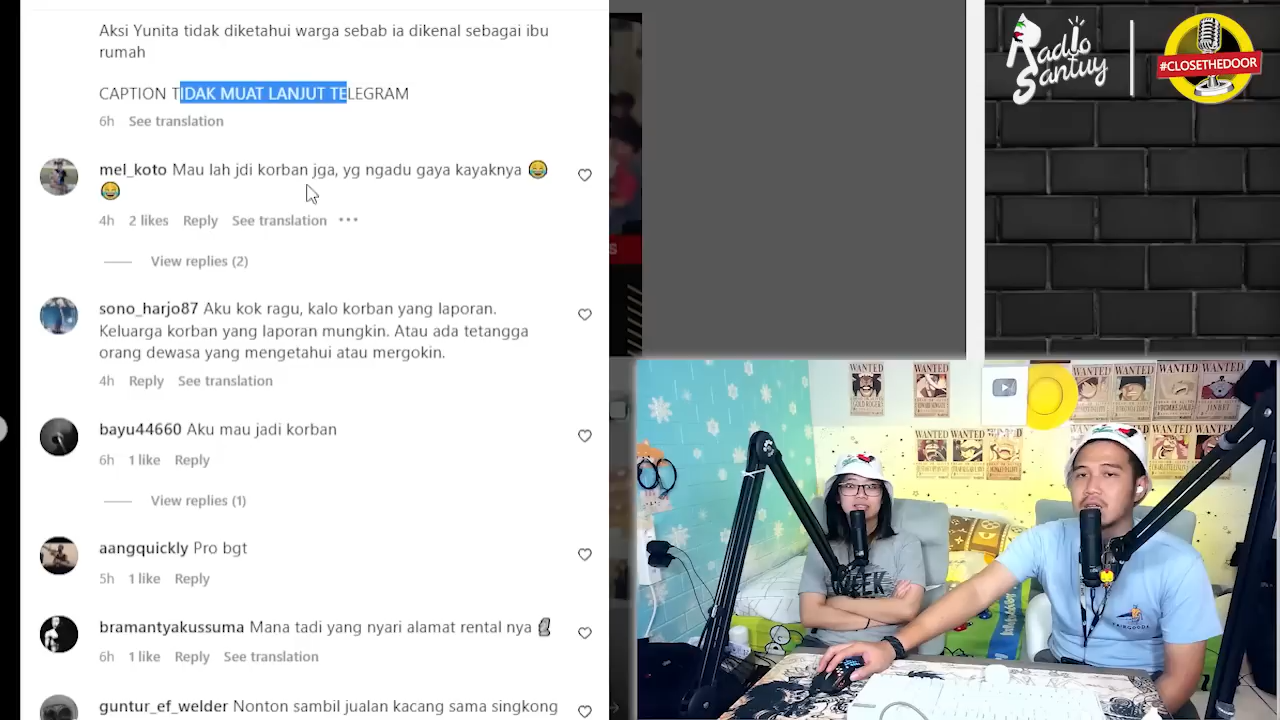 Aksi Yunita tidak diketahui warga sebab ia dikenal sebagai ibu
rumah
CAPTION TIDAK MUAT LANJUT TELEGRAM
6h See translation
mel_koto Mau lah jdi korban jga, yg ngadu gaya kayaknya 😂
😂
4h 2 likes Reply See translation •••
View replies (2)
sono_harjo87 Aku kok ragu, kalo korban yang laporan.
Keluarga korban yang laporan mungkin. Atau ada tetangga
orang dewasa yang mengetahui atau mergokin.
4h Reply See translation
bayu44660 Aku mau jadi korban
6h 1 like Reply
View replies (1)
aangquickly Pro bgt
5h 1 like Reply
bramantyakussuma Mana tadi yang nyari alamat rental nya 🗿
6h 1 like Reply See translation
guntur_ef_welder Nonton sambil jualan kacang sama singkong
Radio
Santuy
#CLOSETHEDOOR
S
WANTED
WANTED
WANTED
WANTED
WANTED
WANTED
JINBE
WANTED
WANTED
WANTED